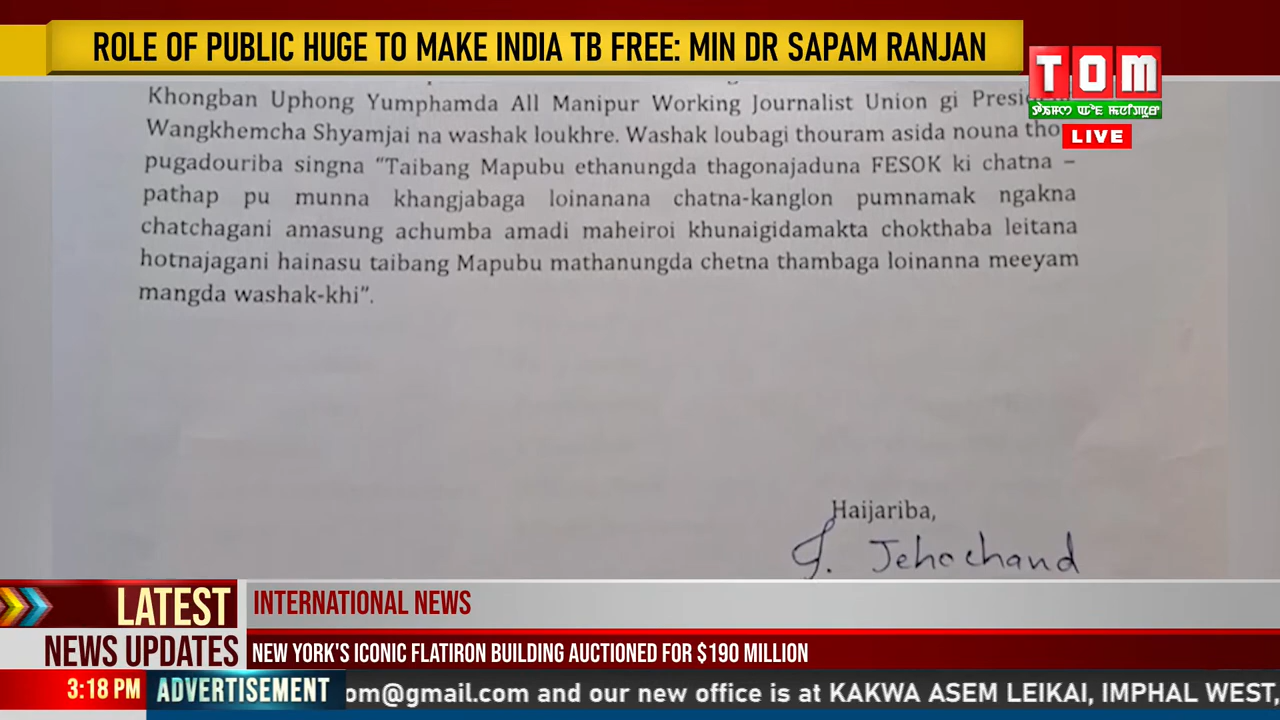 ROLE OF PUBLIC HUGE TO MAKE INDIA TB FREE: MIN DR SAPAM RANJAN
TOM
LIVE
Khongban Uphong Yumphamda All Manipur Working Journalist Union gi
Wangkhemcha Shyamjai na washak loukhre. Washak loubagi thouram asida nouna
pugadouriba singna “Taibang Mapubu ethanungda thagonajaduna FESOK ki chatna –
pathap pu munna khangjabaga loinanana chatna-kanglon pumnamak ngakna
chatchagani amasung achumba amadi maheiroi khunaigidamakta chokthaba leitana
hotnajagani hainasu taibang Mapubu mathanungda chetna thambaga loinanna meeyam
mangda washak-khi”.
Haijariba,
Jehochand
LATEST
NEWS UPDATES
INTERNATIONAL NEWS
NEW YORK'S ICONIC FLATIRON BUILDING AUCTIONED FOR $190 MILLION
3:18 PM
ADVERTISEMENT
om@gmail.com and our new office is at KAKWA ASEM LEIKAI, IMPHAL WEST,